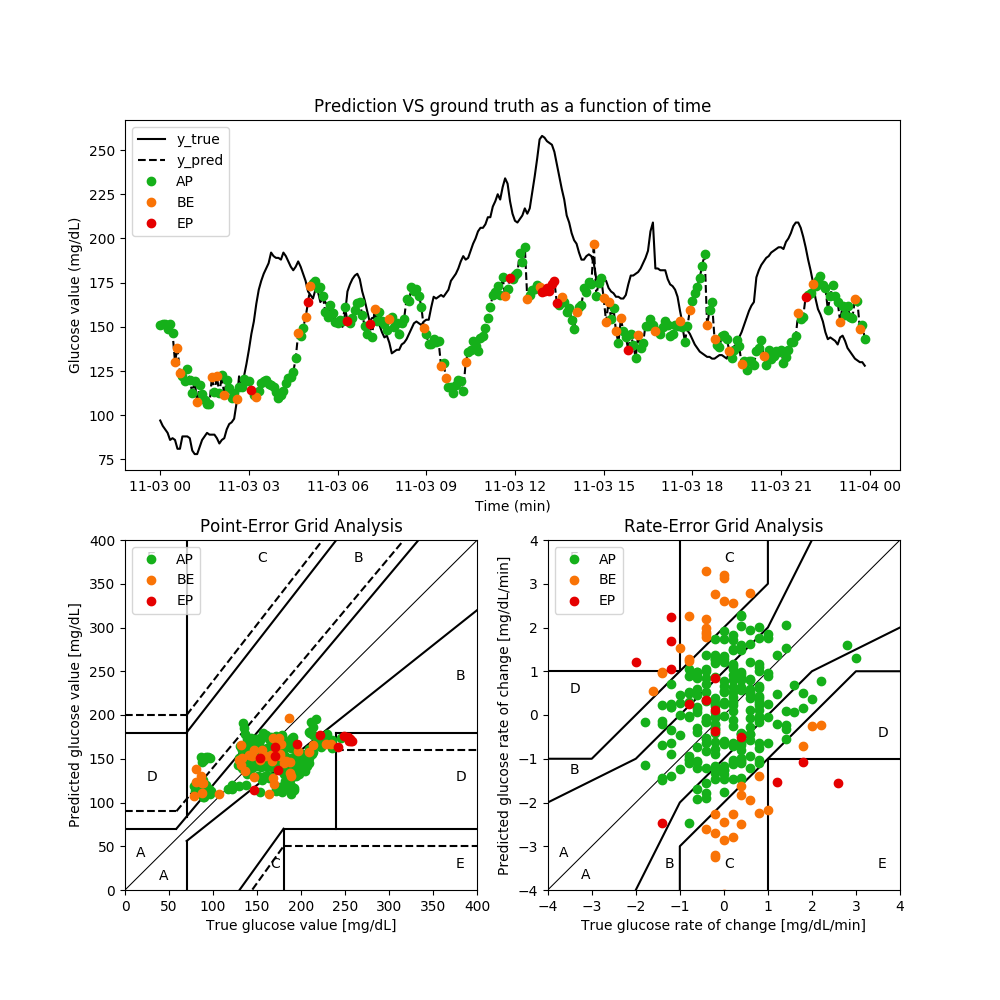 Prediction VS ground truth as a function of time
Glucose value (mg/dL)
250
225
200
175
150
125
100
75
y_true
y_pred
AP
BE
EP
11-03 00 11-03 03 11-03 06 11-03 09 11-03 12 11-03 15 11-03 18 11-03 21 11-04 00
Time (min)
Point-Error Grid Analysis
Predicted glucose value [mg/dL]
400
350
300
250
200
150
100
50
0
AP
BE
EP
C
B
B
D
D
A
A
C
E
0 50 100 150 200 250 300 350 400
True glucose value [mg/dL]
Rate-Error Grid Analysis
Predicted glucose rate of change [mg/dL/min]
4
3
2
1
0
−1
−2
−3
−4
AP
BE
EP
C
D
D
B
A
A
B
C
E
−4 −3 −2 −1 0 1 2 3 4
True glucose rate of change [mg/dL/min]